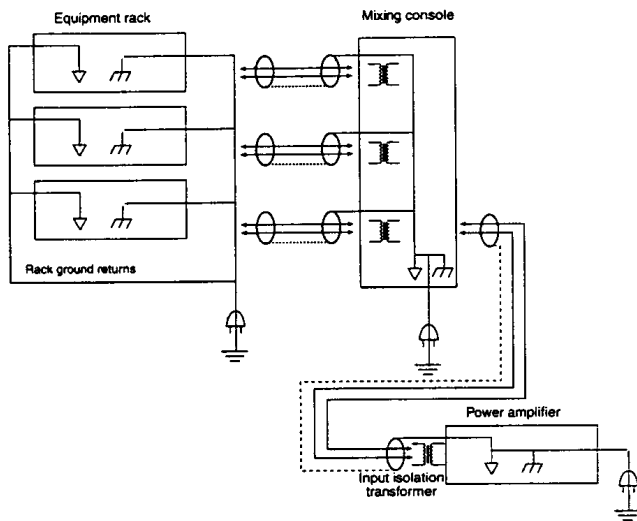 Equipment rack
Mixing console
Rack ground returns
Power amplifier
Input isolation
transformer